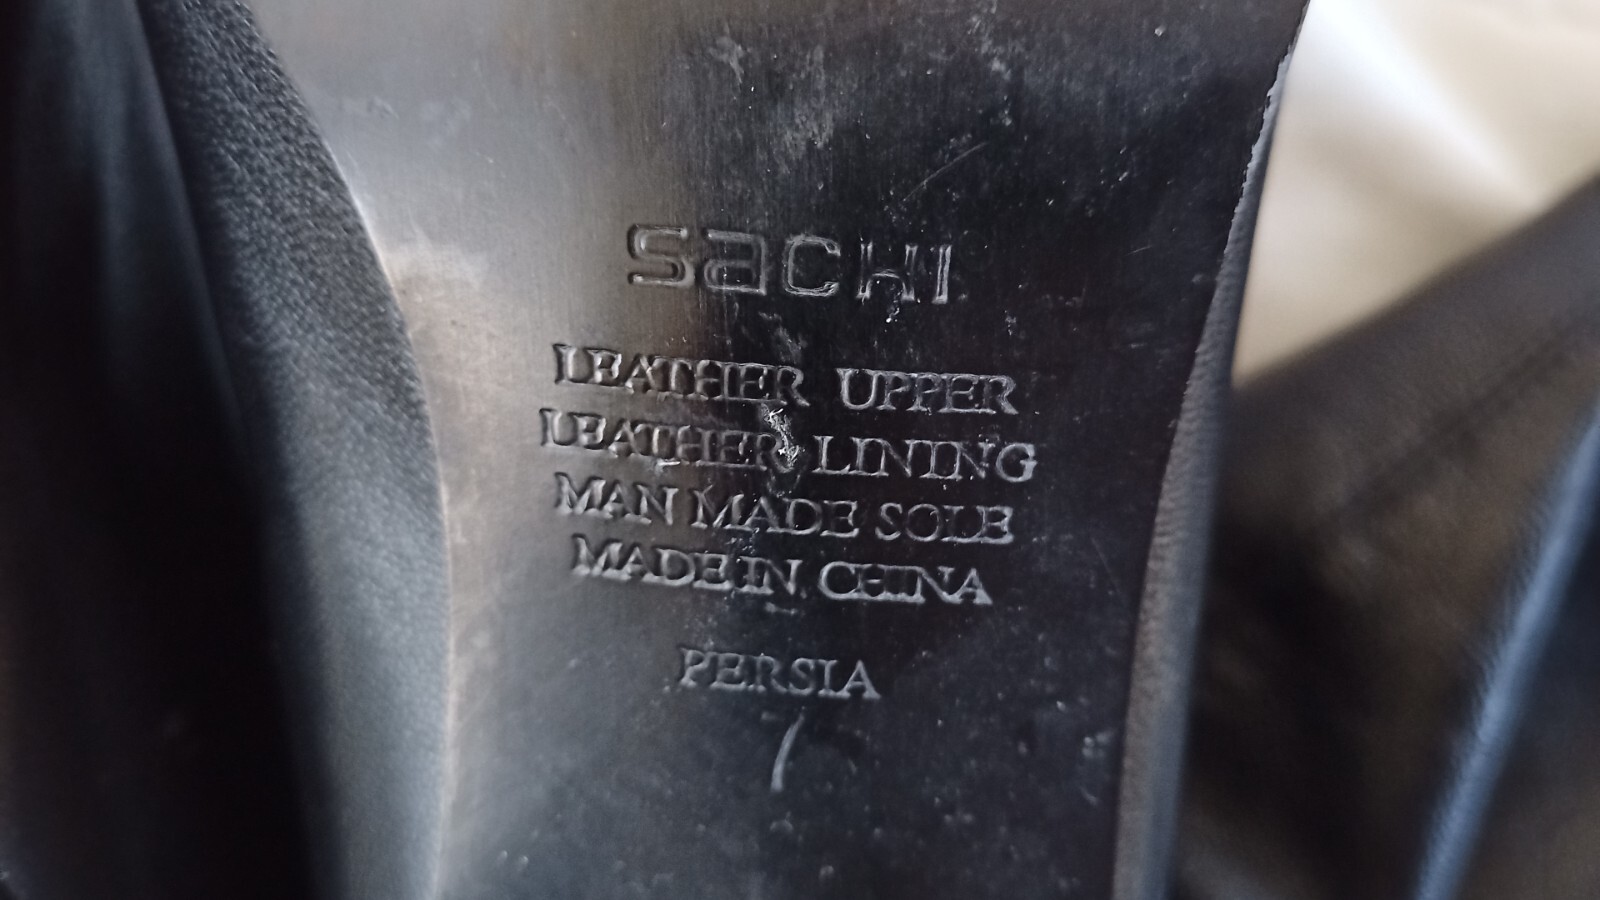 SaCHI
LEATHER UPPER
LEATHER LINING
MAN MADE SOLE
MADE IN CHINA
PERSIA
7